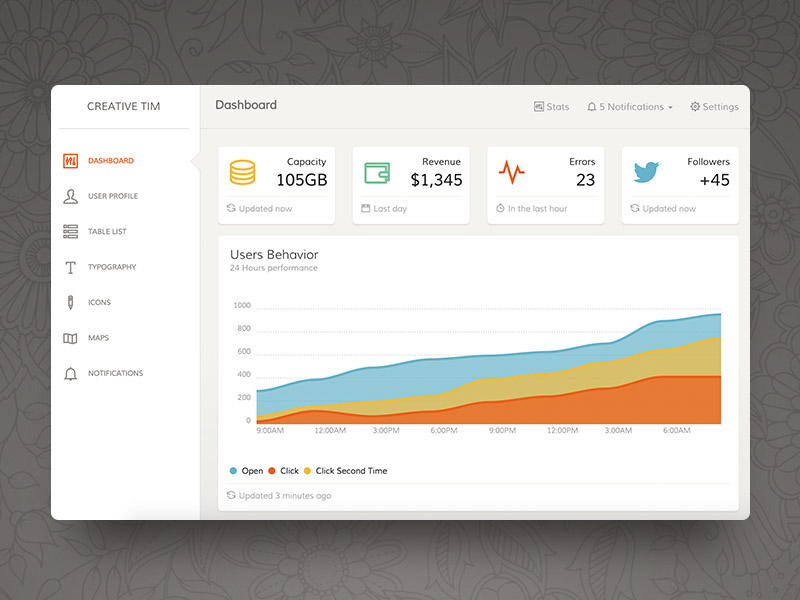 CREATIVE TIM
DASHBOARD
USER PROFILE
TABLE LIST
TYPOGRAPHY
ICONS
MAPS
NOTIFICATIONS
Dashboard
Stats
5 Notifications
Settings
Capacity
105GB
Updated now
Revenue
$1,345
Last day
Errors
23
In the last hour
Followers
+45
Updated now
Users Behavior
24 Hours performance
1000
800
600
400
200
0
9:00AM 12:00AM 3:00PM 6:00PM 9:00PM 12:00PM 3:00AM 6:00AM
Open Click Click Second Time
Updated 3 minutes ago